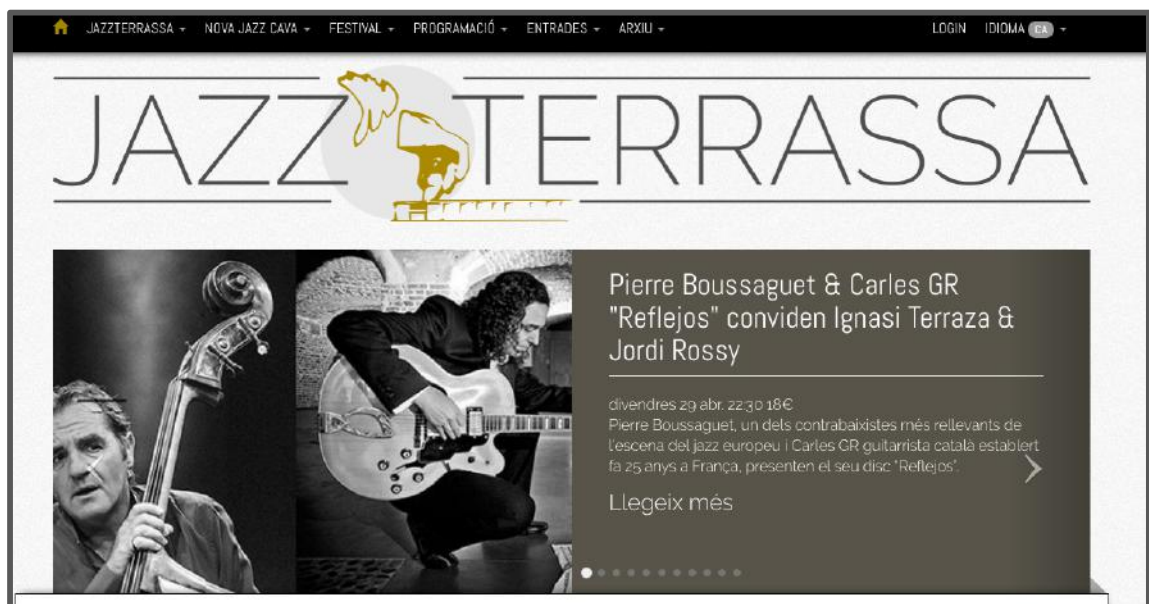 JAZZTERRASSA NOVA JAZZ CAVA FESTIVAL PROGRAMACIÓ ENTRADES ARXIU LOGIN IDIOMA CA
JAZZ TERRASSA
Pierre Boussaguet & Carles GR
"Reflejos" conviden Ignasi Terraza &
Jordi Rossy
divendres 29 abr. 22:30 18€
Pierre Boussaguet, un dels contrabaixistes més rellevants de
l'escena del jazz europeu i Carles GR guitarrista català establert
fa 25 anys a França, presenten el seu disc "Reflejos".
Llegeix més